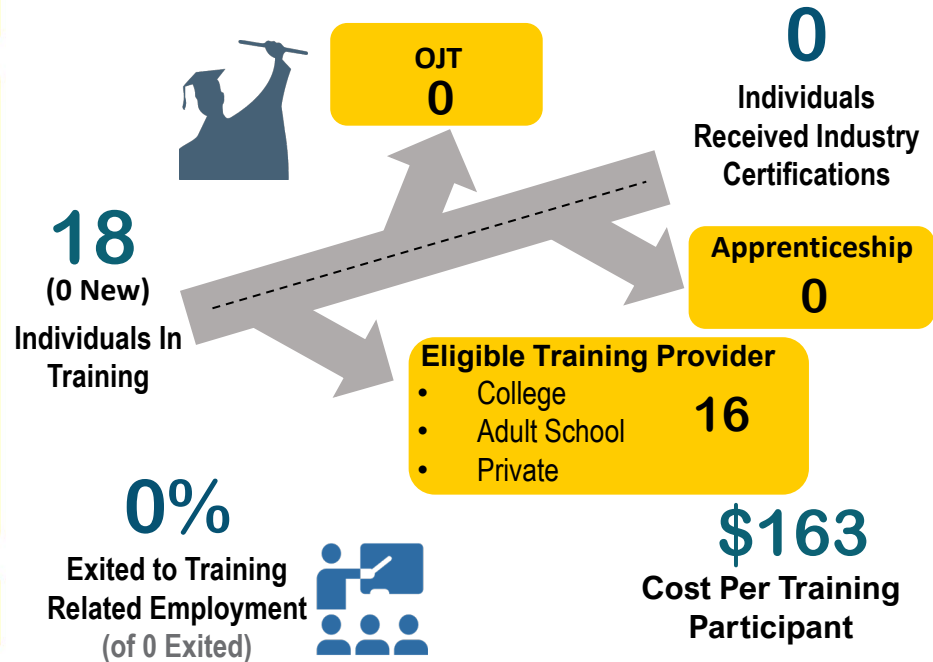 OJT
0
0
Individuals
Received Industry
Certifications
18
(0 New)
Individuals In
Training
Apprenticeship
0
Eligible Training Provider
• College
• Adult School
• Private
16
0%
Exited to Training
Related Employment
(of 0 Exited)
$163
Cost Per Training
Participant